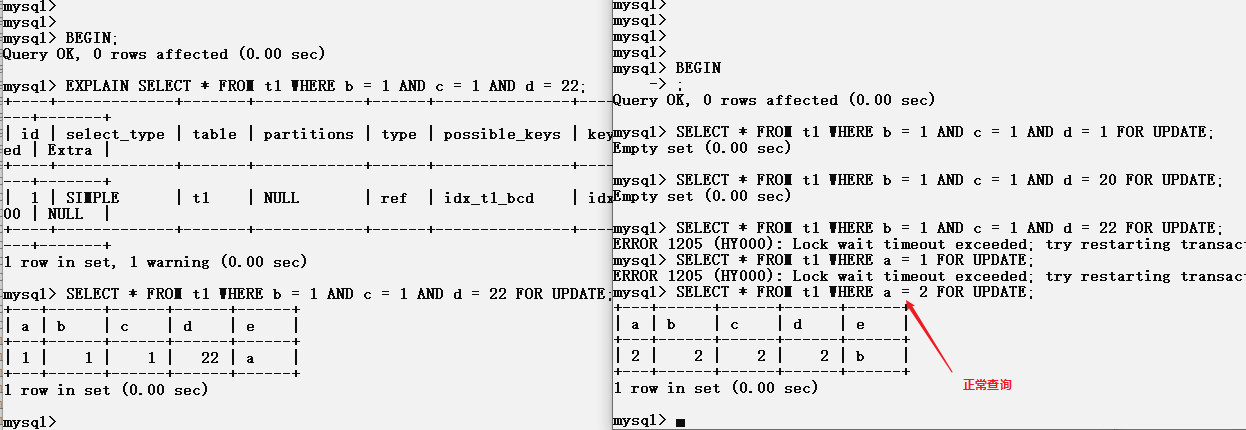 mysql>
mysql>
mysql> BEGIN;
Query OK, 0 rows affected (0.00 sec)

mysql> EXPLAIN SELECT * FROM t1 WHERE b = 1 AND c = 1 AND d = 22;
+----+-------------+-------+------------+------+---------------+----
---+-------+
| id | select_type | table | partitions | type | possible_keys | key
ed | Extra |
+----+-------------+-------+------------+------+---------------+----
---+-------+
| 1 | SIMPLE | t1 | NULL | ref | idx_t1_bcd | idx
00 | NULL |
+----+-------------+-------+------------+------+---------------+----
---+-------+
1 row in set, 1 warning (0.00 sec)

mysql> SELECT * FROM t1 WHERE b = 1 AND c = 1 AND d = 22 FOR UPDATE;
+---+------+------+------+------+
| a | b | c | d | e |
+---+------+------+------+------+
| 1 | 1 | 1 | 22 | a |
+---+------+------+------+------+
1 row in set (0.00 sec)

mysql>
mysql>
mysql>
mysql>
mysql>
mysql> BEGIN
-> ;
Query OK, 0 rows affected (0.00 sec)

mysql> SELECT * FROM t1 WHERE b = 1 AND c = 1 AND d = 1 FOR UPDATE;
Empty set (0.00 sec)

mysql> SELECT * FROM t1 WHERE b = 1 AND c = 1 AND d = 20 FOR UPDATE;
Empty set (0.00 sec)

mysql> SELECT * FROM t1 WHERE b = 1 AND c = 1 AND d = 22 FOR UPDATE;
ERROR 1205 (HY000): Lock wait timeout exceeded; try restarting transac
mysql> SELECT * FROM t1 WHERE a = 1 FOR UPDATE;
ERROR 1205 (HY000): Lock wait timeout exceeded; try restarting transac
mysql> SELECT * FROM t1 WHERE a = 2 FOR UPDATE;
+---+------+------+------+------+
| a | b | c | d | e |
+---+------+------+------+------+
| 2 | 2 | 2 | 2 | b |
+---+------+------+------+------+
1 row in set (0.00 sec)
正常查询

mysql>